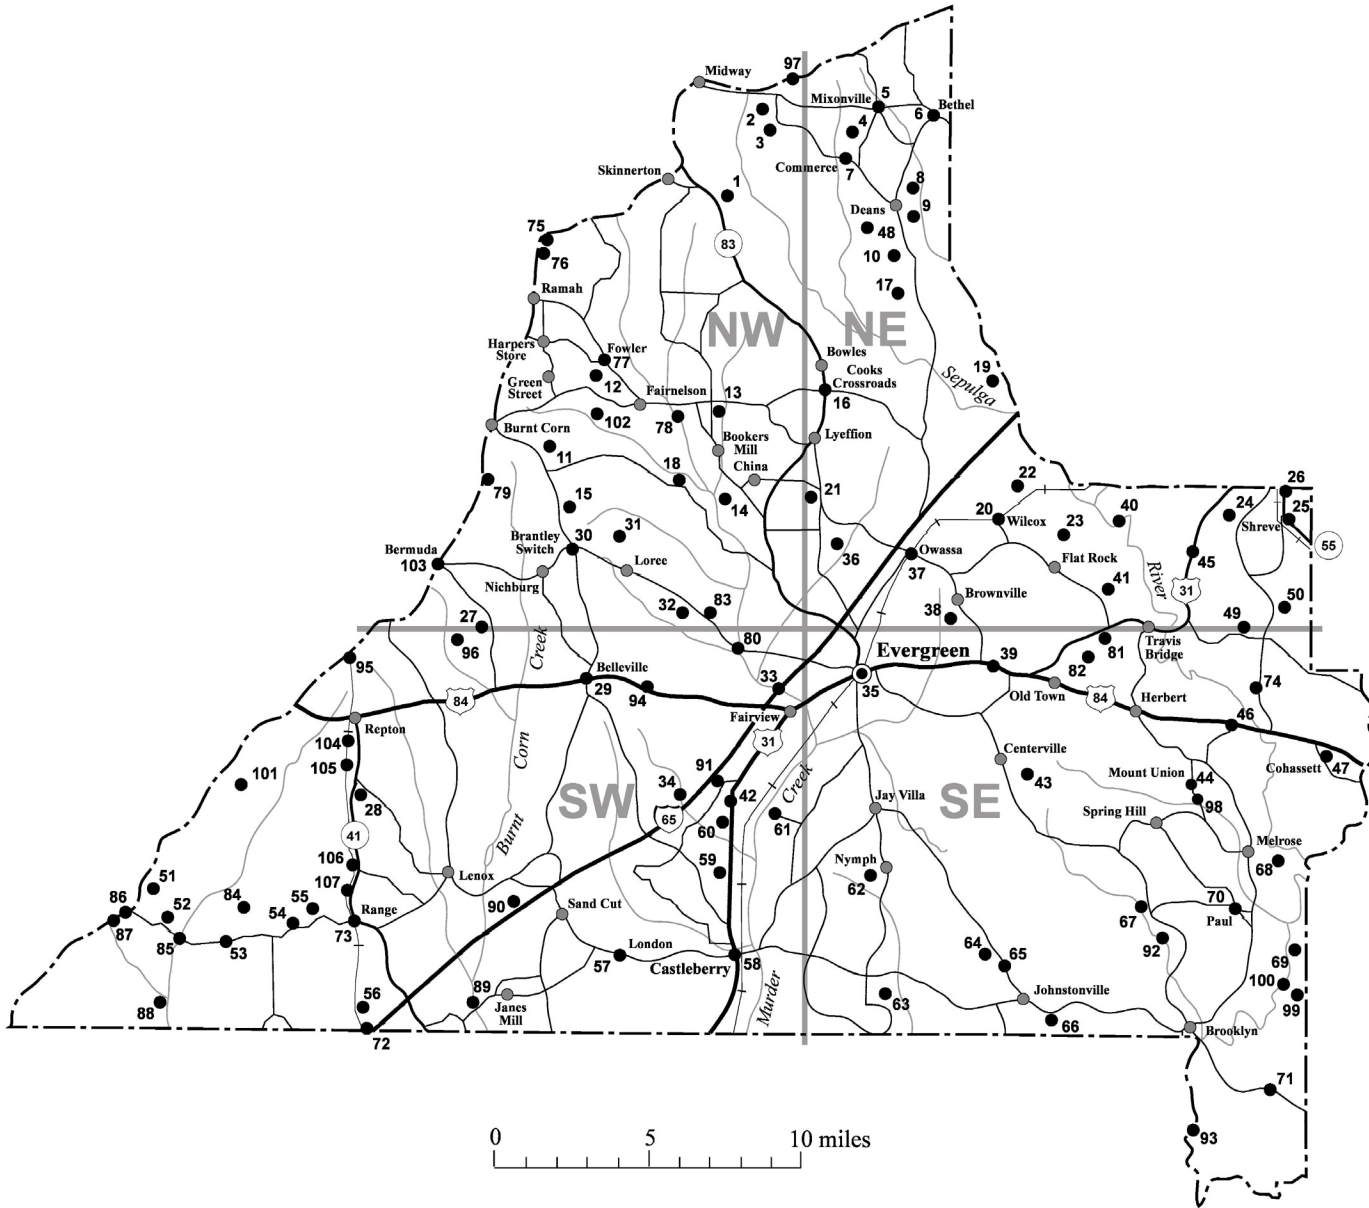 97
Midway
Mixonville
5
Bethel
6
2
4
3
Commerce
7
Skinnerton
1
8
Deans
9
48
75
83
10
76
17
Ramah
NW
NE
Harpers
Store
Fowler
77
Bowles
Sepulga
19
Green
Street
12
Cooks
Crossroads
Fairnelson
13
16
102
78
Burnt Corn
Bookers
Mill
Lyeffion
11
China
18
22
26
79
21
15
14
20
Wilcox
40
24
25
Shreve
31
23
55
Brantley
Switch
30
36
Owassa
45
Bermuda
103
Loree
37
Flat Rock
River
Nichburg
41
31
32
83
Brownville
50
27
38
49
Creek
96
80
Evergreen
81
Travis
Bridge
95
Belleville
33
39
82
29
35
74
84
94
Old Town
84
Herbert
Fairview
46
Repton
31
104
Corn
Centerville
105
91
Cohassett
47
101
34
43
Mount Union
44
28
SW
42
Creek
SE
98
65
Jay Villa
Spring Hill
41
Burnt
60
61
Melrose
106
59
Nymph
68
51
107
Lenox
62
86
84
55
90
70
52
54
Range
Sand Cut
67
Paul
87
73
85
53
London
64
65
92
57
Castleberry
58
69
88
56
89
100
Janes
Mill
Murder
63
Johnstonville
99
66
Brooklyn
72
71
93
0
5
10 miles